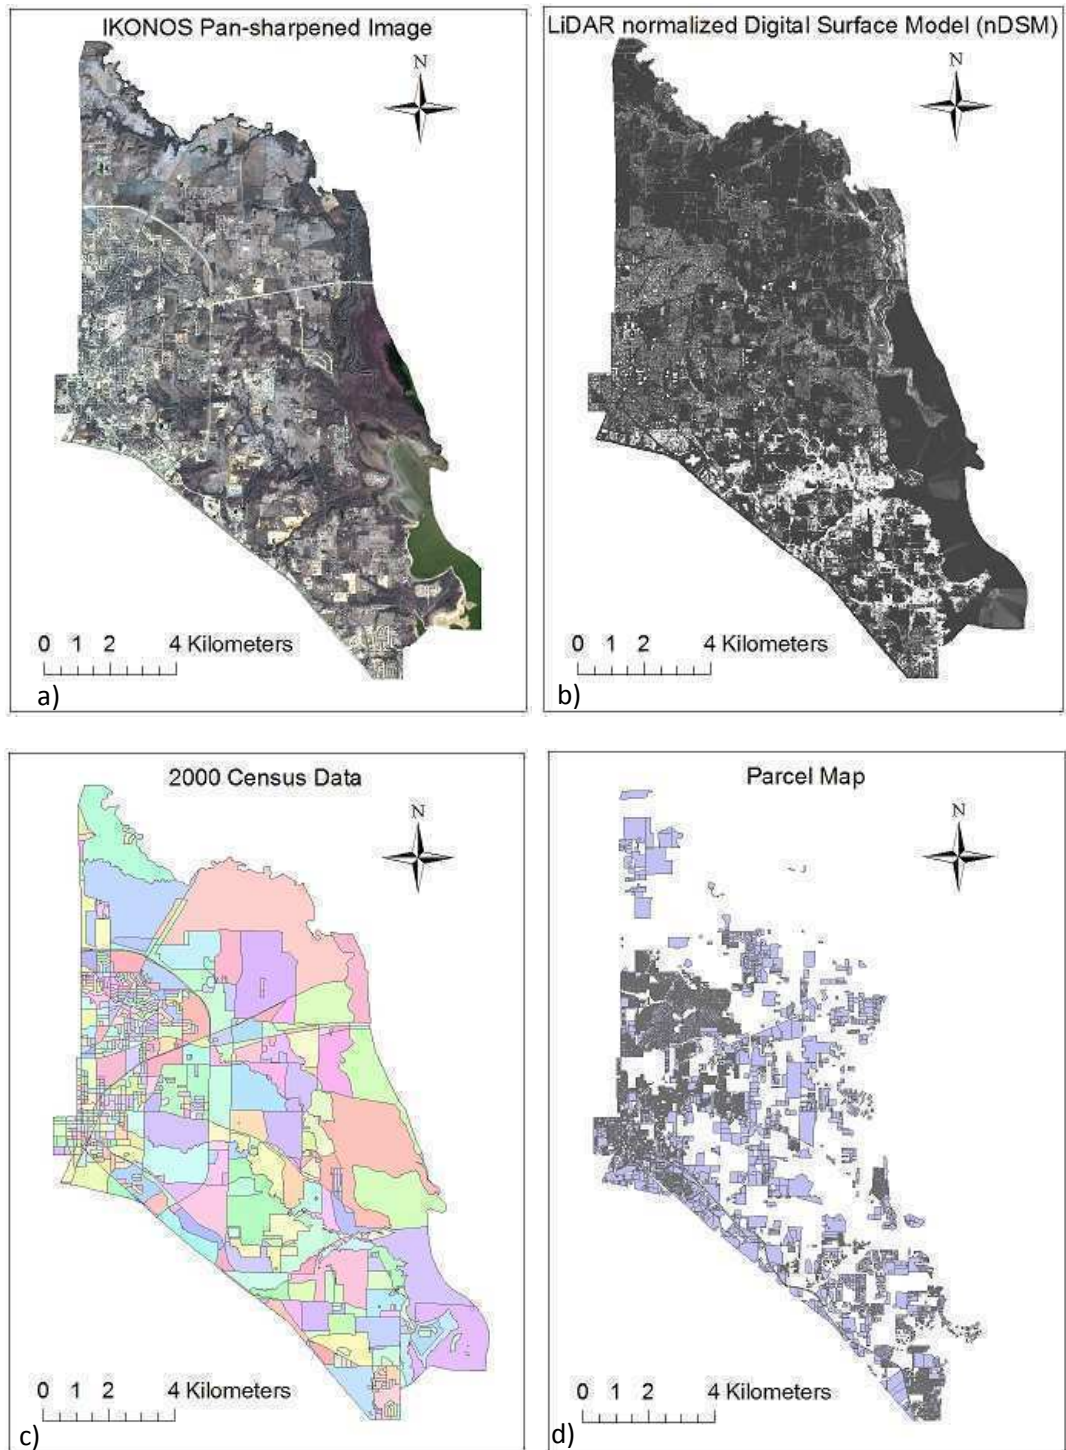 IKONOS Pan-sharpened Image
N
0 1 2 4 Kilometers
a)
LiDAR normalized Digital Surface Model (nDSM)
N
0 1 2 4 Kilometers
b)
2000 Census Data
N
0 1 2 4 Kilometers
c)
Parcel Map
N
0 1 2 4 Kilometers
d)